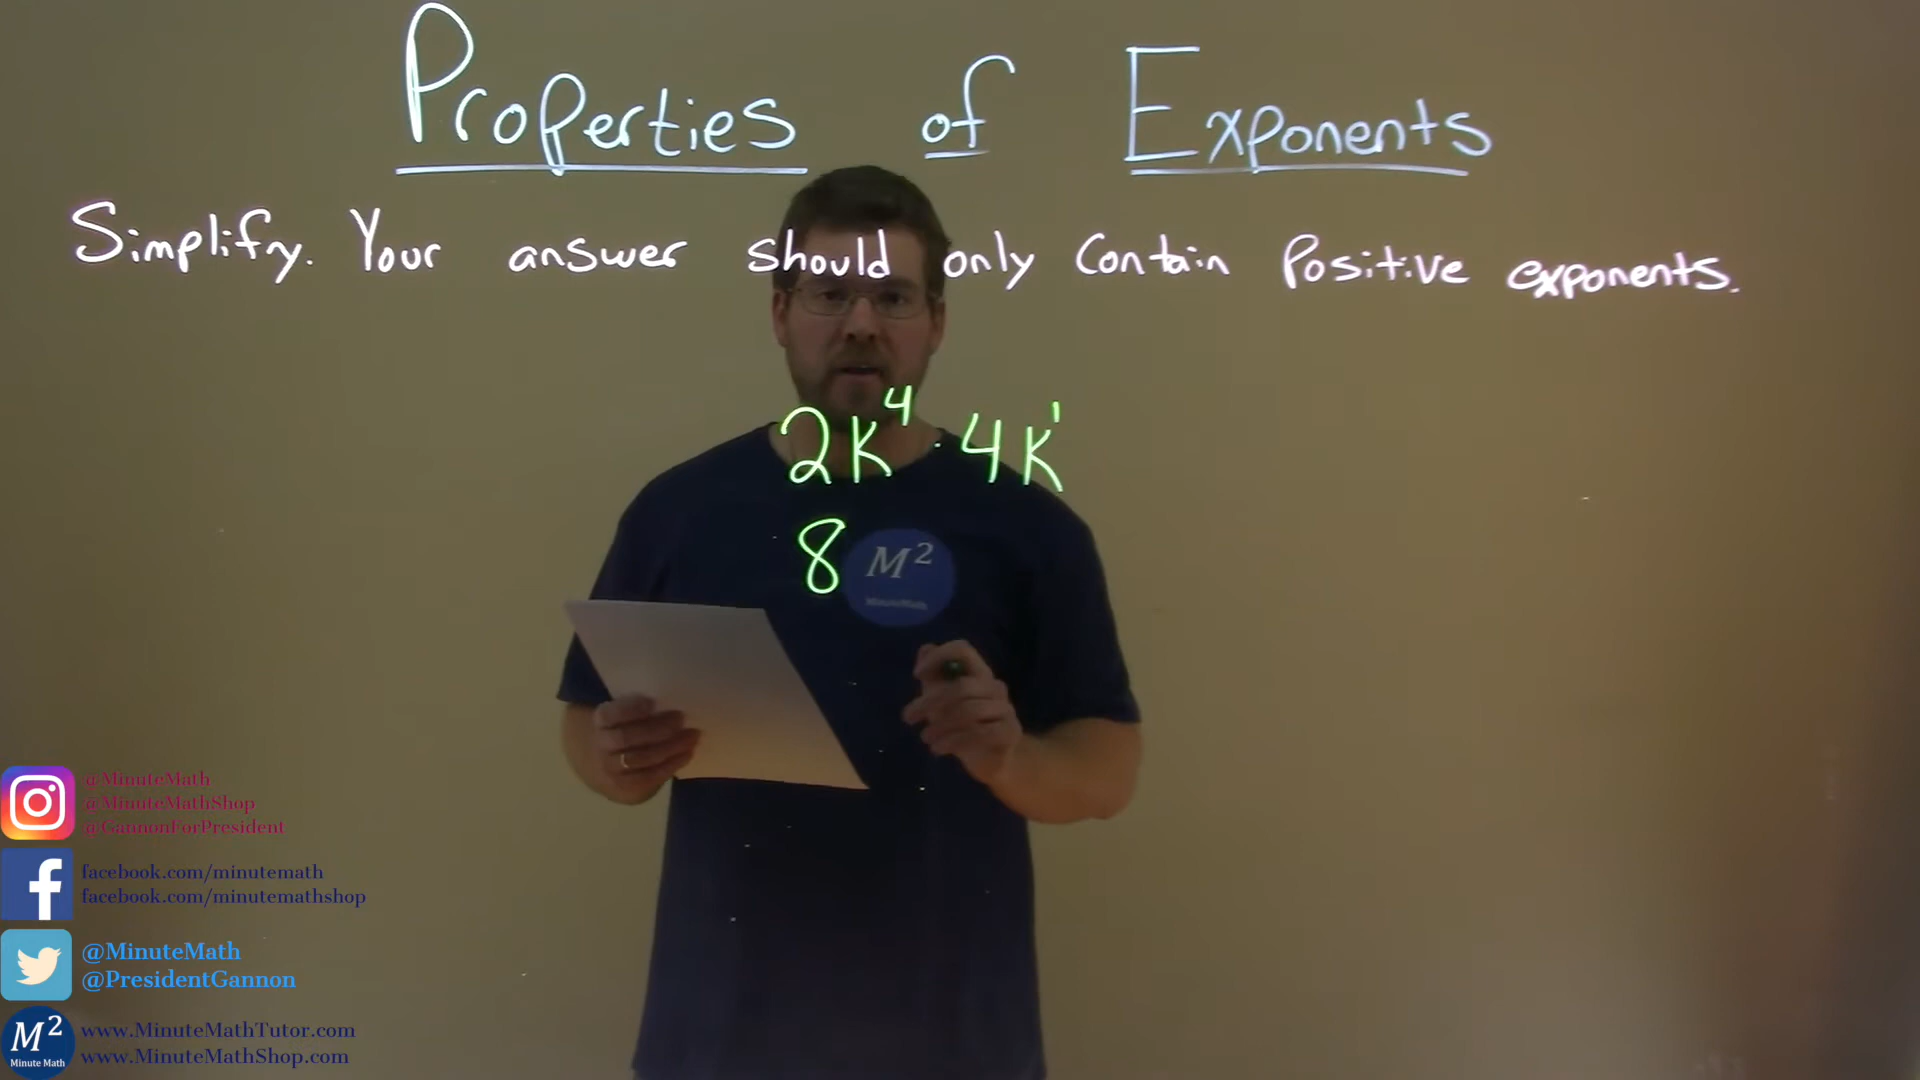 Properties of Exponents
Simplify. Your answer should only contain positive exponents.
2K⁴ · 4K¹
8
M²
MinuteMath
@MinuteMath
@MinuteMathShop
@GannonForPresident
facebook.com/minutemath
facebook.com/minutemathshop
@MinuteMath
@PresidentGannon
M²
Minute Math
www.MinuteMathTutor.com
www.MinuteMathShop.com